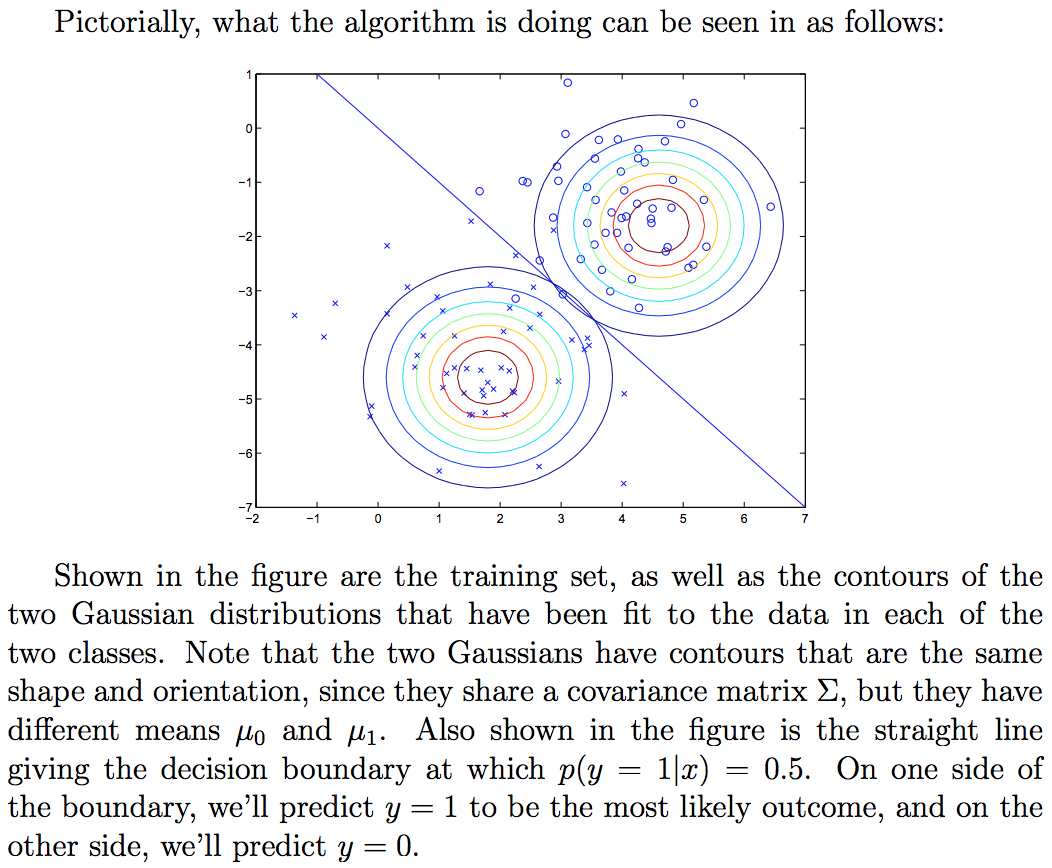 Pictorially, what the algorithm is doing can be seen in as follows:
1
0
−1
−2
−3
−4
−5
−6
−7
−2 −1 0 1 2 3 4 5 6 7
Shown in the figure are the training set, as well as the contours of the
two Gaussian distributions that have been fit to the data in each of the
two classes. Note that the two Gaussians have contours that are the same
shape and orientation, since they share a covariance matrix Σ, but they have
different means μ₀ and μ₁. Also shown in the figure is the straight line
giving the decision boundary at which p(y = 1|x) = 0.5. On one side of
the boundary, we'll predict y = 1 to be the most likely outcome, and on the
other side, we'll predict y = 0.